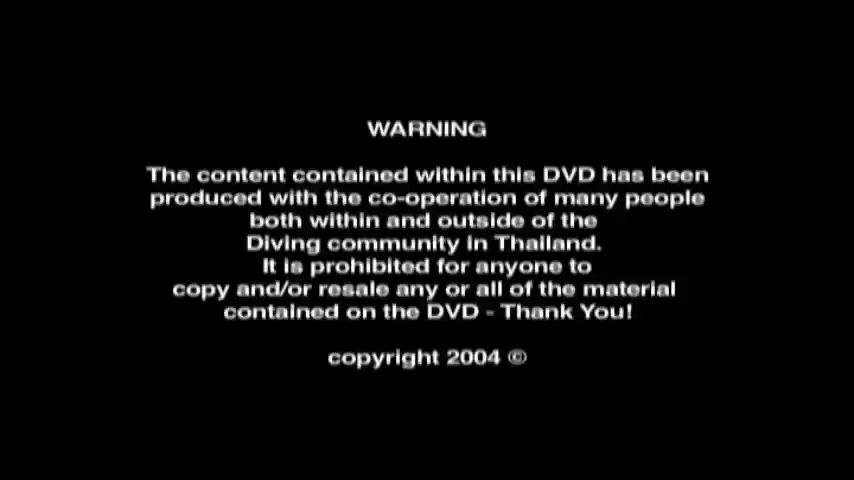 WARNING
The content contained within this DVD has been
produced with the co-operation of many people
both within and outside of the
Diving community in Thailand.
It is prohibited for anyone to
copy and/or resale any or all of the material
contained on the DVD - Thank You!
copyright 2004 ©